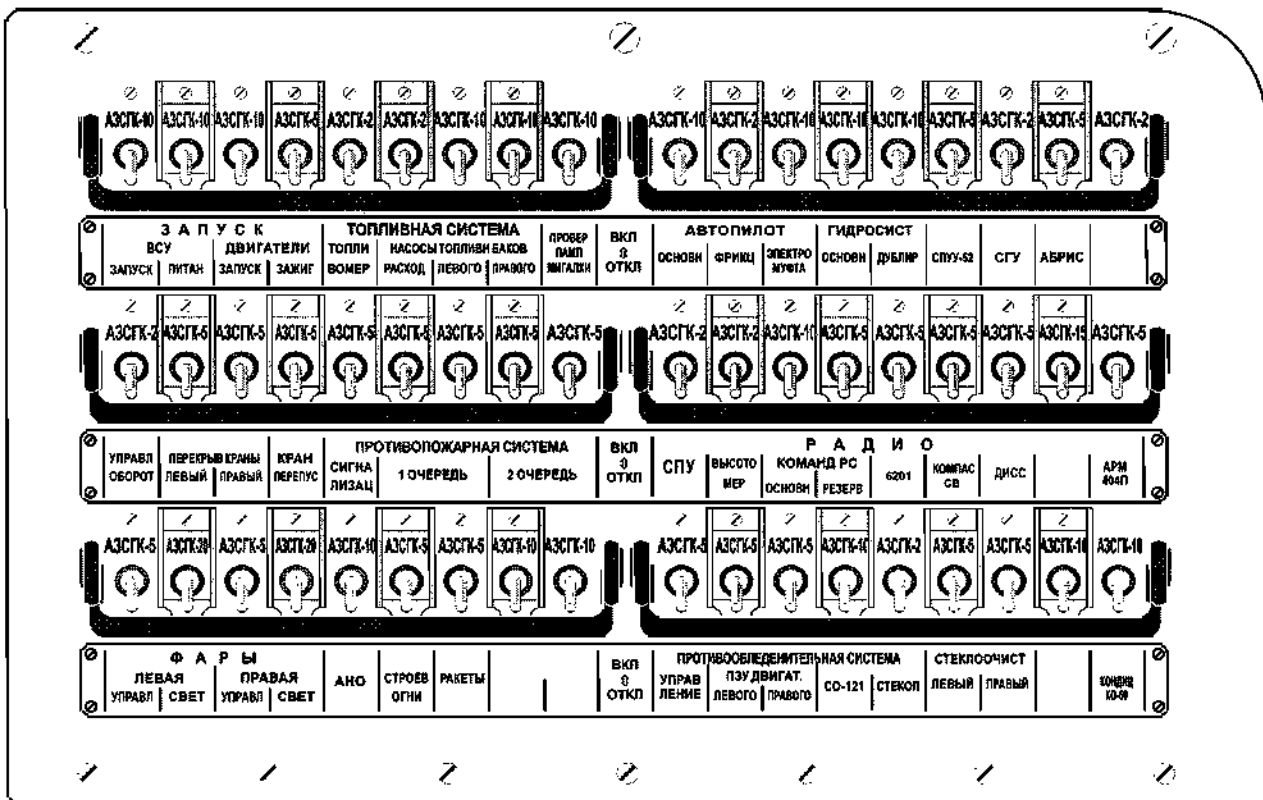 АЗСГК-10 АЗСГК-10 АЗСГК-10 АЗСГК-5 АЗСГК-2 АЗСГК-2 АЗСГК-10 АЗСГК-10 АЗСГК-10 АЗСГК-10 АЗСГК-2 АЗСГК-10 АЗСГК-10 АЗСГК-10 АЗСГК-5 АЗСГК-2 АЗСГК-5 АЗСГК-2
ЗАПУСК ТОПЛИВНАЯ СИСТЕМА ПРОВЕР ВКЛ АВТОПИЛОТ ГИДРОСИСТ
ВСУ ДВИГАТЕЛИ ТОПЛИ НАСОСЫ ТОПЛИВН БАКОВ ЛАМП ОСНОВН ФРИКЦ ЭЛЕКТРО ОСНОВН ДУБЛИР СПУУ-52 СГУ АБРИС
ЗАПУСК ПИТАН ЗАПУСК ЗАЖИГ ВОМЕР РАСХОД ЛЕВОГО ПРАВОГО МИГАЛКИ ОТКЛ МУФТА
АЗСГК-2 АЗСГК-5 АЗСГК-5 АЗСГК-5 АЗСГК-5 АЗСГК-5 АЗСГК-5 АЗСГК-5 АЗСГК-5 АЗСГК-2 АЗСГК-2 АЗСГК-10 АЗСГК-5 АЗСГК-5 АЗСГК-5 АЗСГК-5 АЗСГК-15 АЗСГК-5
ПРОТИВОПОЖАРНАЯ СИСТЕМА ВКЛ РАДИО
УПРАВЛ ПЕРЕКРЫВ КРАНЫ КРАН СИГНА 1 ОЧЕРЕДЬ 2 ОЧЕРЕДЬ СПУ ВЫСОТО КОМАНД РС 6201 КОМПАС ДИСС АРМ
ОБОРОТ ЛЕВЫЙ ПРАВЫЙ ПЕРЕПУС ЛИЗАЦ ОТКЛ МЕР ОСНОВН РЕЗЕРВ СВ 404П
АЗСГК-5 АЗСГК-20 АЗСГК-5 АЗСГК-20 АЗСГК-10 АЗСГК-5 АЗСГК-5 АЗСГК-10 АЗСГК-10 АЗСГК-5 АЗСГК-5 АЗСГК-5 АЗСГК-10 АЗСГК-2 АЗСГК-5 АЗСГК-5 АЗСГК-10 АЗСГК-10
ФАРЫ ВКЛ ПРОТИВООБЛЕДЕНИТЕЛЬНАЯ СИСТЕМА СТЕКЛООЧИСТ
ЛЕВАЯ ПРАВАЯ АНО СТРОЕВ РАКЕТЫ УПРАВ ПЗУ ДВИГАТ. СО-121 СТЕКОЛ ЛЕВЫЙ ПРАВЫЙ
УПРАВЛ СВЕТ УПРАВЛ СВЕТ ОГНИ ОТКЛ ЛЕНИЕ ЛЕВОГО ПРАВОГО